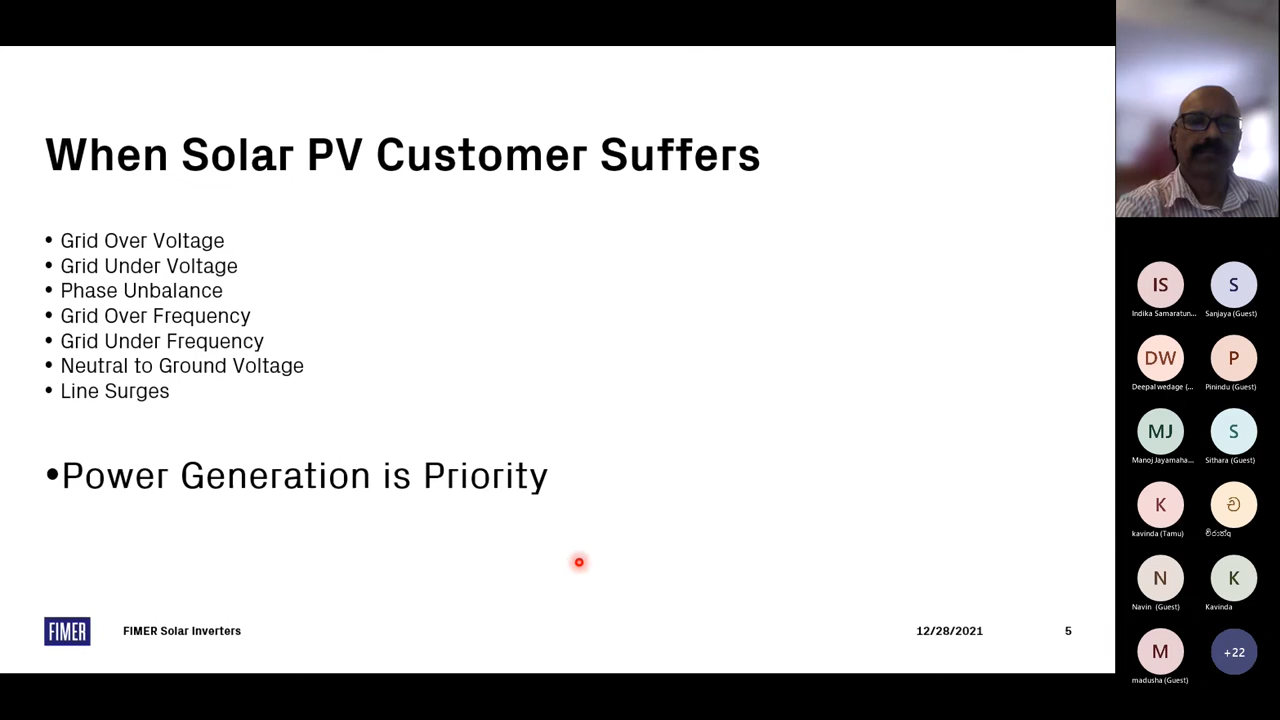 When Solar PV Customer Suffers
• Grid Over Voltage
• Grid Under Voltage
• Phase Unbalance
• Grid Over Frequency
• Grid Under Frequency
• Neutral to Ground Voltage
• Line Surges
•Power Generation is Priority
FIMER
FIMER Solar Inverters
12/28/2021
5
IS
S
Indika Samaratun...
Sanjaya (Guest)
DW
P
Deepal wedage (...
Pinindu (Guest)
MJ
S
Manoj Jayamaha...
Sithara (Guest)
K
ච
kavinda (Tamu)
N
K
Navin (Guest)
Kavinda
M
+22
madusha (Guest)